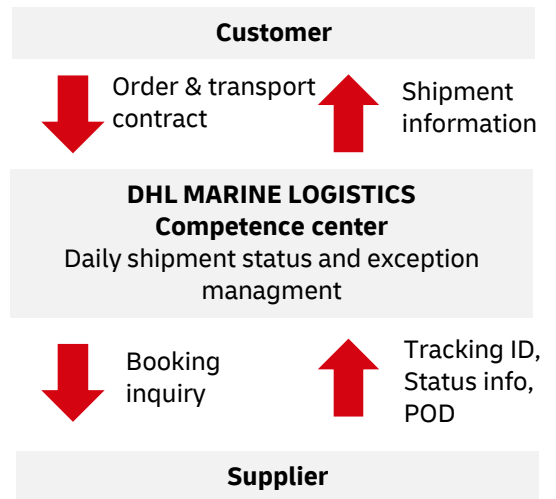 Customer
Order & transport
contract
Shipment
information
DHL MARINE LOGISTICS
Competence center
Daily shipment status and exception
managment
Booking
inquiry
Tracking ID,
Status info,
POD
Supplier